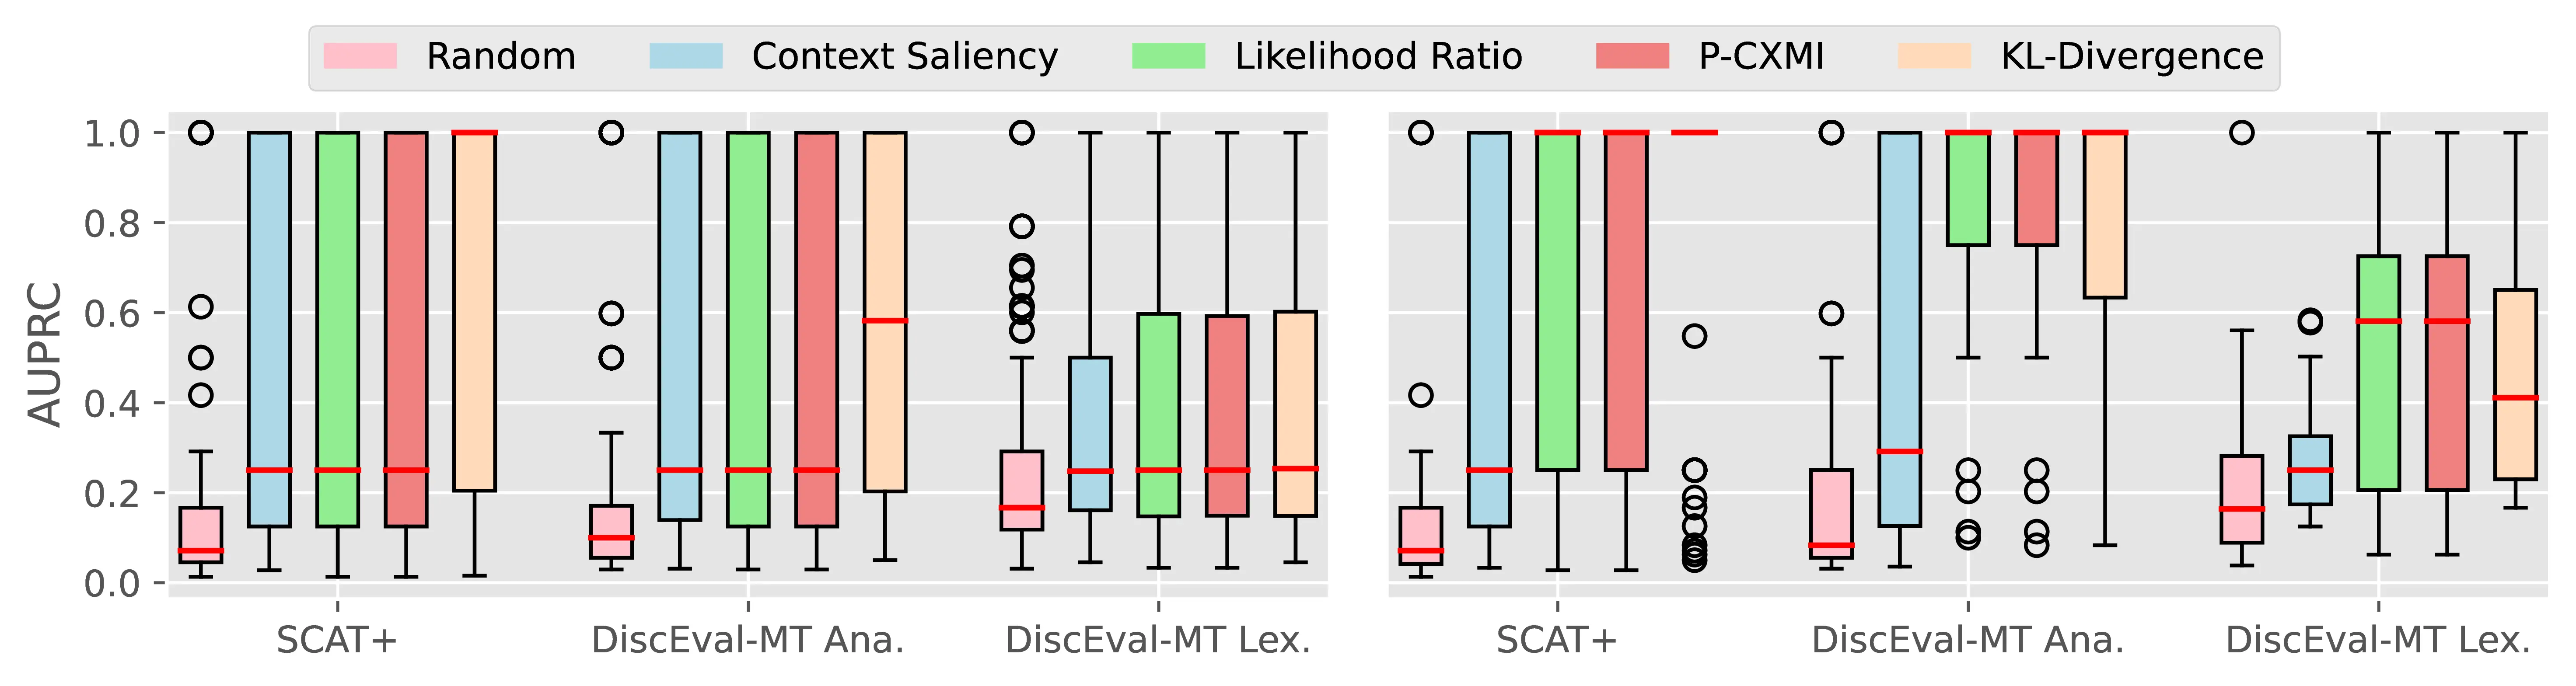 Random Context Saliency Likelihood Ratio P-CXMI KL-Divergence
AUPRC
1.0
0.8
0.6
0.4
0.2
0.0
SCAT+ DiscEval-MT Ana. DiscEval-MT Lex. SCAT+ DiscEval-MT Ana. DiscEval-MT Lex.